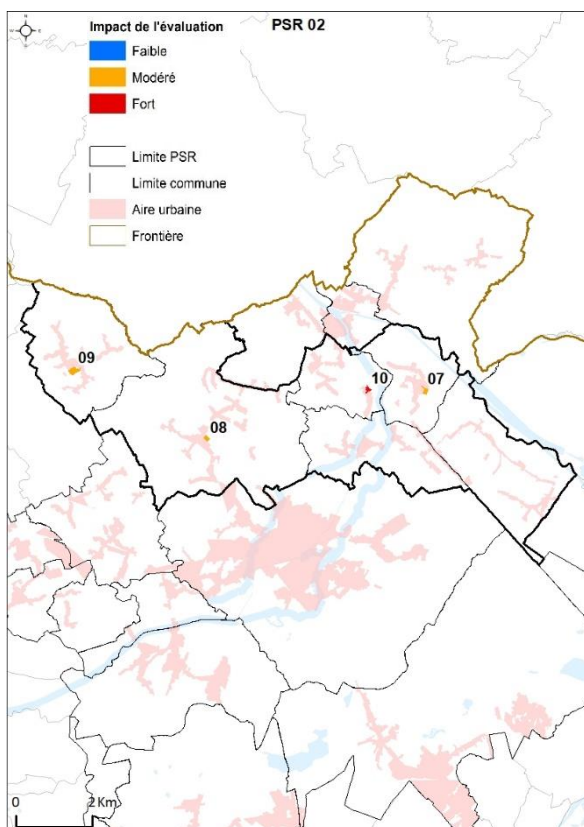 Impact de l'évaluation
PSR 02
Faible
Modéré
Fort
Limite PSR
Limite commune
Aire urbaine
Frontière
09
10
07
08
0
2 Km